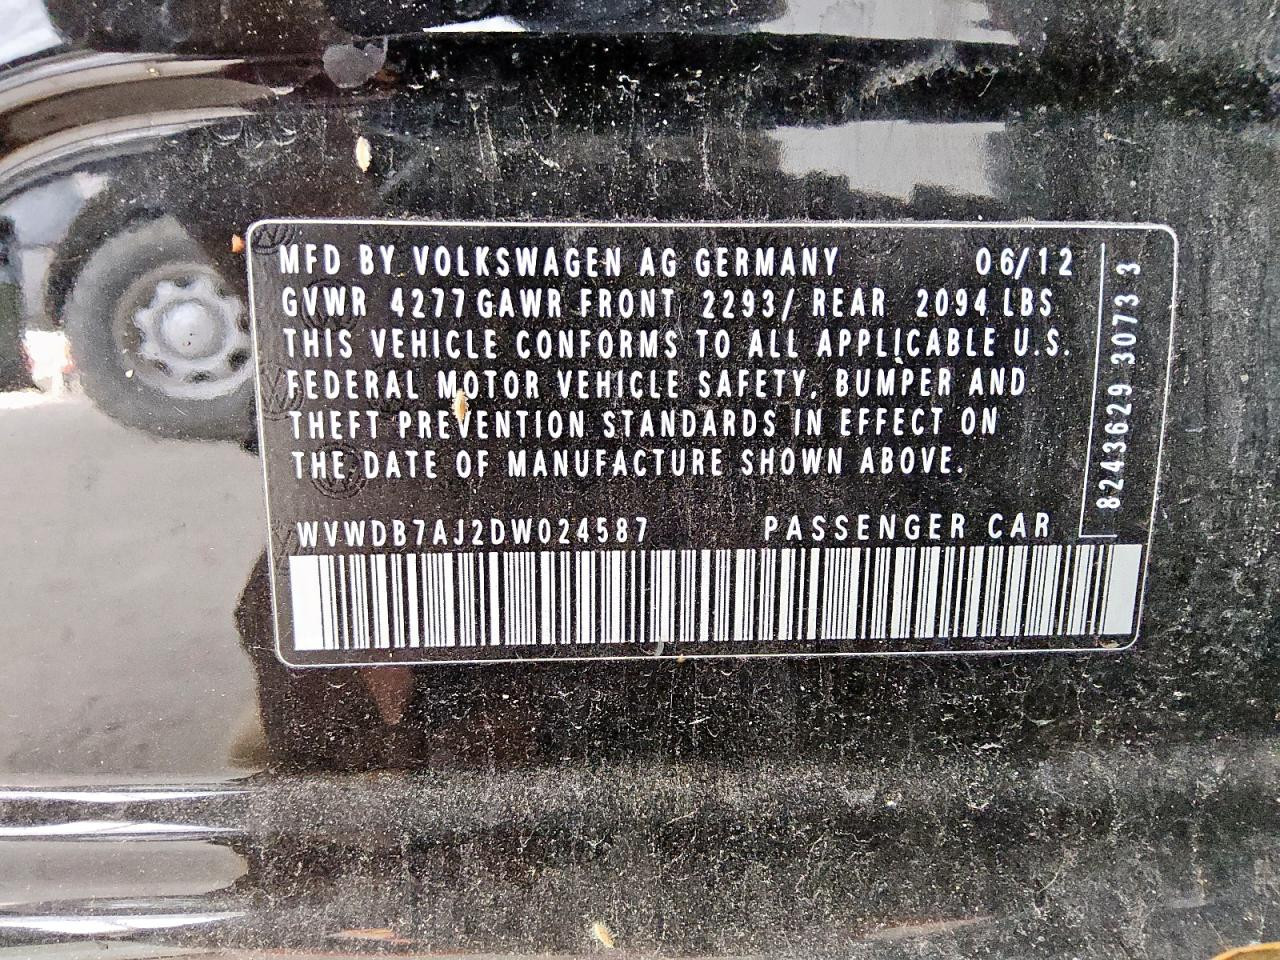 MFD BY VOLKSWAGEN AG GERMANY 06/12
GVWR 4277 GAWR FRONT 2293/ REAR 2094 LBS
THIS VEHICLE CONFORMS TO ALL APPLICABLE U.S.
FEDERAL MOTOR VEHICLE SAFETY, BUMPER AND
THEFT PREVENTION STANDARDS IN EFFECT ON
THE DATE OF MANUFACTURE SHOWN ABOVE.
WVWDB7AJ2DW024587 PASSENGER CAR
8243629 3073 3